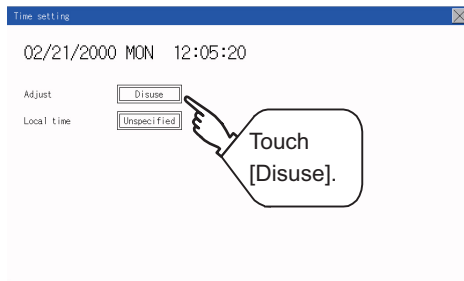 Time setting
02/21/2000 MON 12:05:20
Adjust Disuse
Local time Unspecified
Touch
[Disuse].